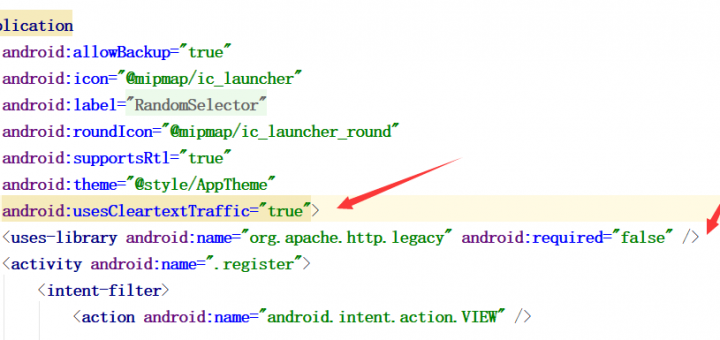 plication
android:allowBackup="true"
android:icon="@mipmap/ic_launcher"
android:label="RandomSelector"
android:roundIcon="@mipmap/ic_launcher_round"
android:supportsRtl="true"
android:theme="@style/AppTheme"
android:usesCleartextTraffic="true">
<uses-library android:name="org.apache.http.legacy" android:required="false" />
<activity android:name=".register">
<intent-filter>
<action android:name="android.intent.action.VIEW" />